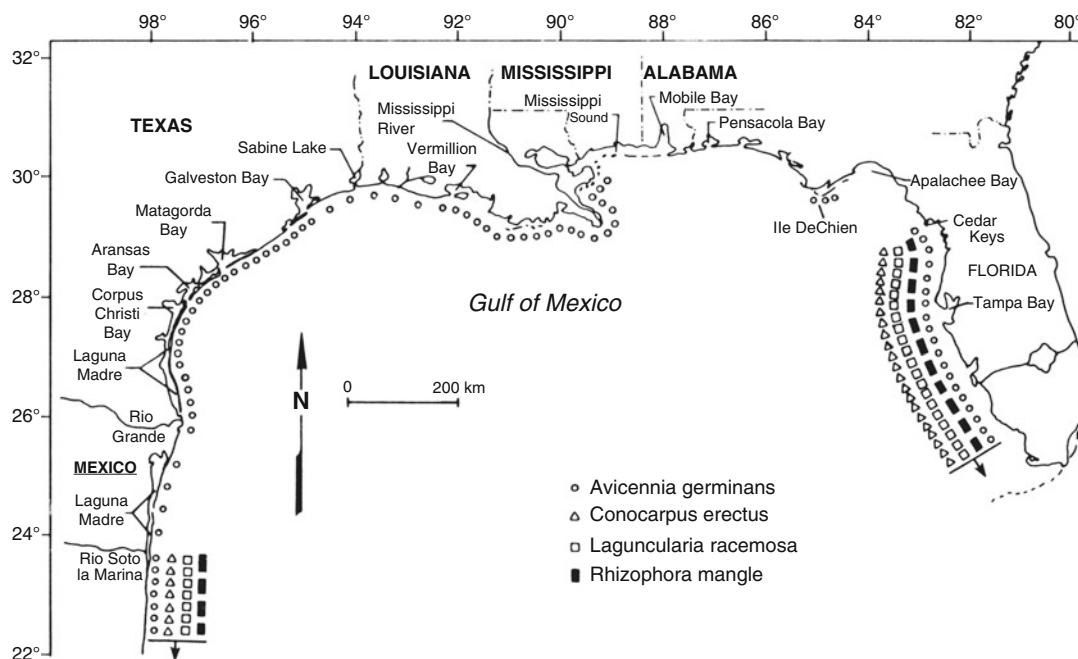 98°
96°
94°
92°
90°
88°
86°
84°
82°
80°
32°
30°
28°
26°
24°
22°
LOUISIANA
MISSISSIPPI
ALABAMA
TEXAS
Mississippi
River
Mississippi
Sound
Mobile Bay
Pensacola Bay
Sabine Lake
Vermillion
Bay
Galveston Bay
Apalachee Bay
Matagorda
Bay
Ile DeChien
Cedar
Keys
Aransas
Bay
FLORIDA
Corpus
Christi
Bay
Gulf of Mexico
Tampa Bay
Laguna
Madre
0
200 km
N
Rio
Grande
MEXICO
Laguna
Madre
Rio Soto
la Marina
Avicennia germinans
Conocarpus erectus
Laguncularia racemosa
Rhizophora mangle